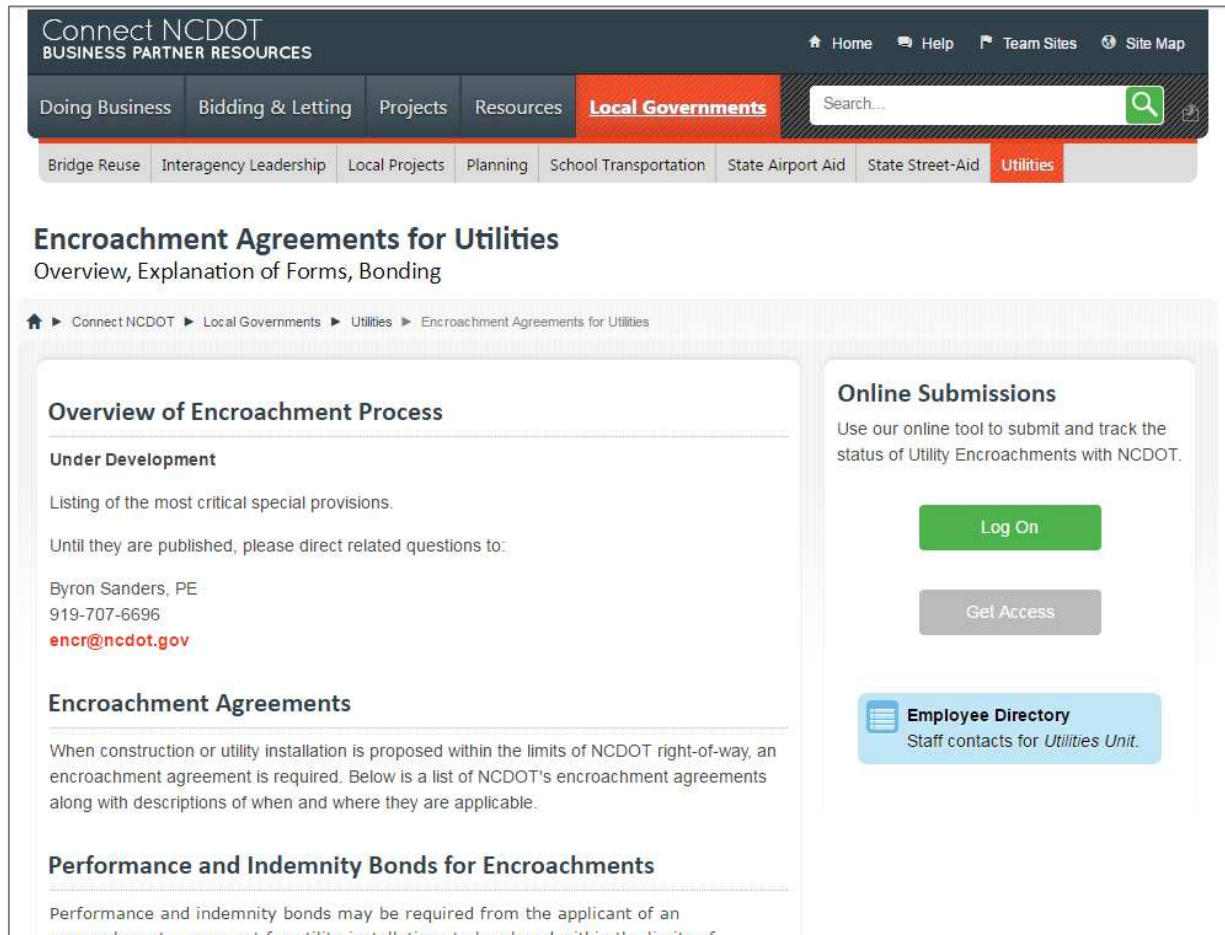 Connect NCDOT
BUSINESS PARTNER RESOURCES
Home Help Team Sites Site Map
Doing Business Bidding & Letting Projects Resources Local Governments Search...
Bridge Reuse Interagency Leadership Local Projects Planning School Transportation State Airport Aid State Street-Aid Utilities
Encroachment Agreements for Utilities
Overview, Explanation of Forms, Bonding
Connect NCDOT ► Local Governments ► Utilities ► Encroachment Agreements for Utilities
Overview of Encroachment Process
Under Development
Listing of the most critical special provisions.
Until they are published, please direct related questions to:
Byron Sanders, PE
919-707-6696
encr@ncdot.gov
Encroachment Agreements
When construction or utility installation is proposed within the limits of NCDOT right-of-way, an
encroachment agreement is required. Below is a list of NCDOT's encroachment agreements
along with descriptions of when and where they are applicable.
Performance and Indemnity Bonds for Encroachments
Performance and indemnity bonds may be required from the applicant of an
Online Submissions
Use our online tool to submit and track the
status of Utility Encroachments with NCDOT.
Log On
Get Access
Employee Directory
Staff contacts for Utilities Unit.